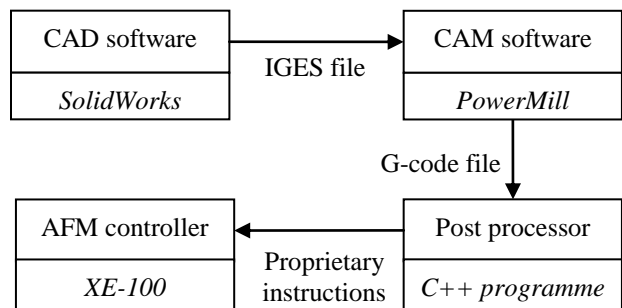 CAD software
SolidWorks
IGES file
CAM software
PowerMill
G-code file
Post processor
C++ programme
Proprietary
instructions
AFM controller
XE-100